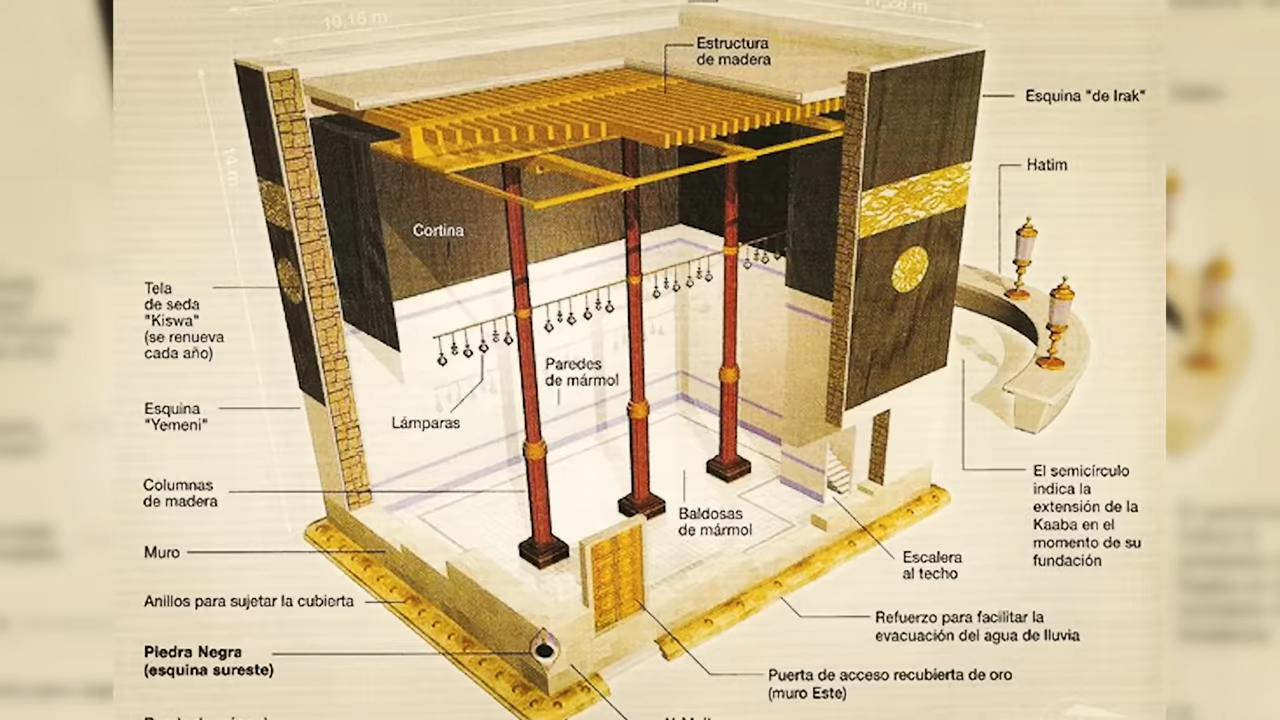 10,16 m
11,28 m
14 m
Estructura
de madera
Esquina "de Irak"
Hatim
Cortina
Tela
de seda
"Kiswa"
(se renueva
cada año)
Paredes
de mármol
Esquina
"Yemeni"
Lámparas
Columnas
de madera
Baldosas
de mármol
El semicírculo
indica la
extensión de la
Kaaba en el
momento de su
fundación
Muro
Escalera
al techo
Anillos para sujetar la cubierta
Refuerzo para facilitar la
evacuación del agua de lluvia
Piedra Negra
(esquina sureste)
Puerta de acceso recubierta de oro
(muro Este)